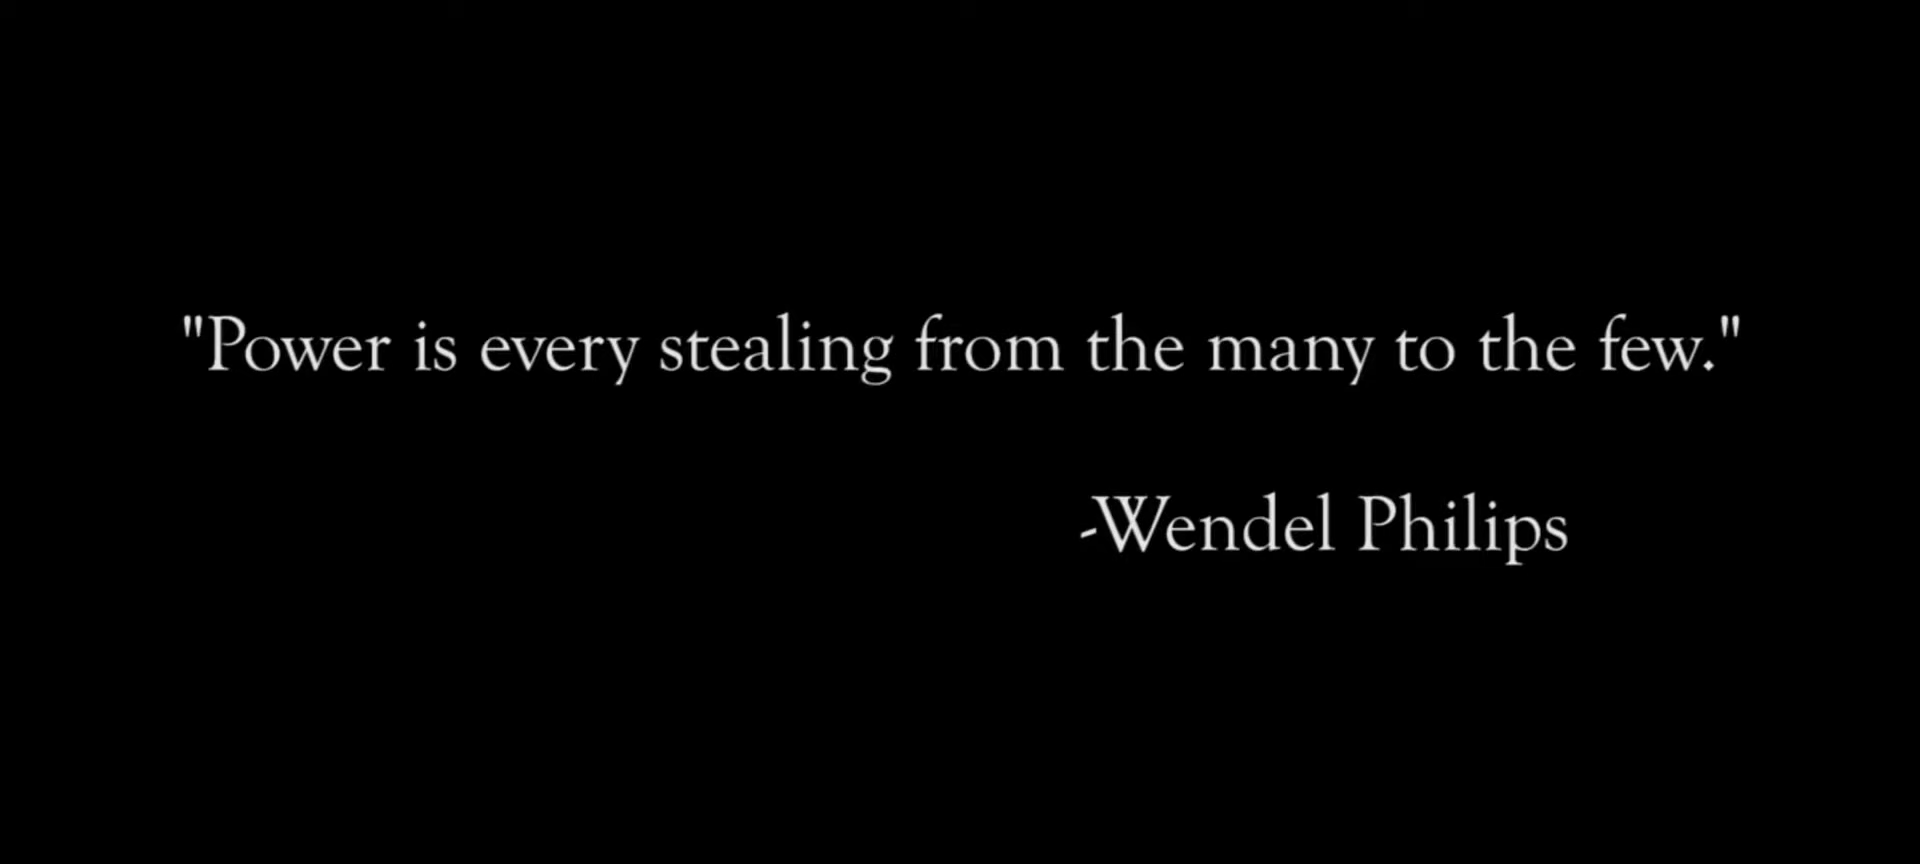 "Power is every stealing from the many to the few."
-Wendel Philips